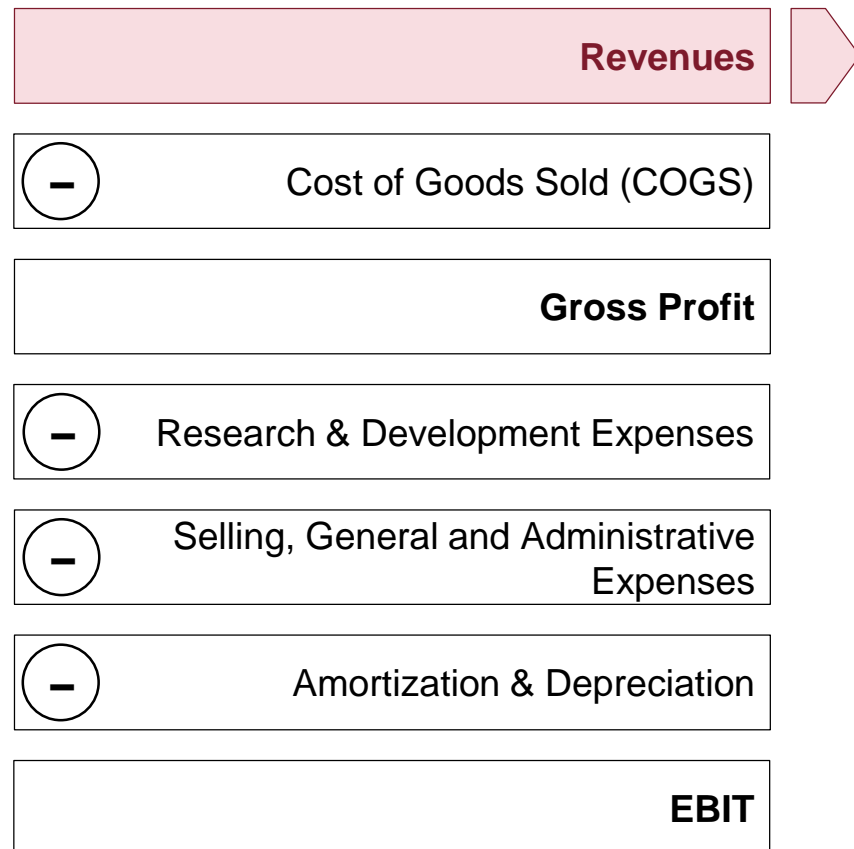 Revenues
– Cost of Goods Sold (COGS)
Gross Profit
– Research & Development Expenses
– Selling, General and Administrative
Expenses
– Amortization & Depreciation
EBIT